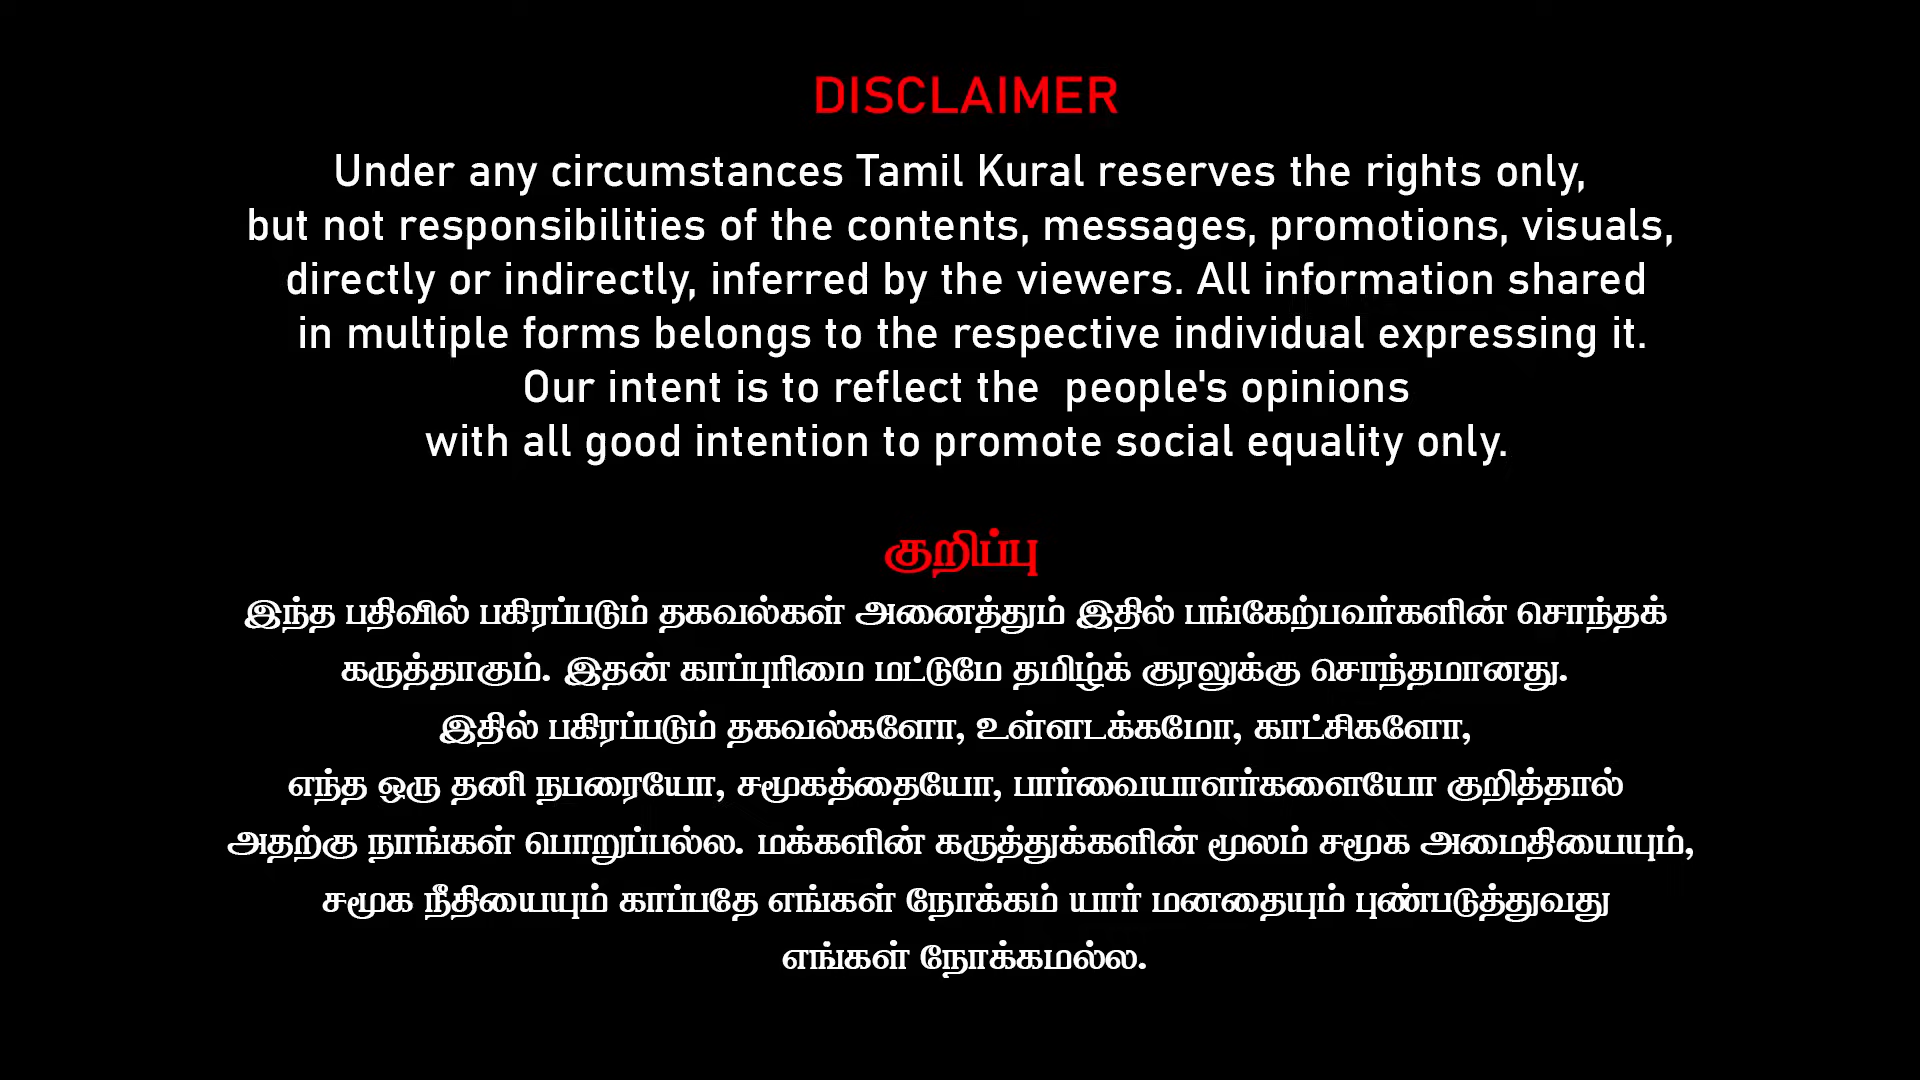 DISCLAIMER
Under any circumstances Tamil Kural reserves the rights only,
but not responsibilities of the contents, messages, promotions, visuals,
directly or indirectly, inferred by the viewers. All information shared
in multiple forms belongs to the respective individual expressing it.
Our intent is to reflect the  people's opinions
with all good intention to promote social equality only.
குறிப்பு
இந்த பதிவில் பகிரப்படும் தகவல்கள் அனைத்தும் இதில் பங்கேற்பவர்களின் சொந்தக்
கருத்தாகும். இதன் காப்புரிமை மட்டுமே தமிழ்க் குரலுக்கு சொந்தமானது.
இதில் பகிரப்படும் தகவல்களோ, உள்ளடக்கமோ, காட்சிகளோ,
எந்த ஒரு தனி நபரையோ, சமூகத்தையோ, பார்வையாளர்களையோ குறித்தால்
அதற்கு நாங்கள் பொறுப்பல்ல. மக்களின் கருத்துக்களின் மூலம் சமூக அமைதியையும்,
சமூக நீதியையும் காப்பதே எங்கள் நோக்கம் யார் மனதையும் புண்படுத்துவது
எங்கள் நோக்கமல்ல.